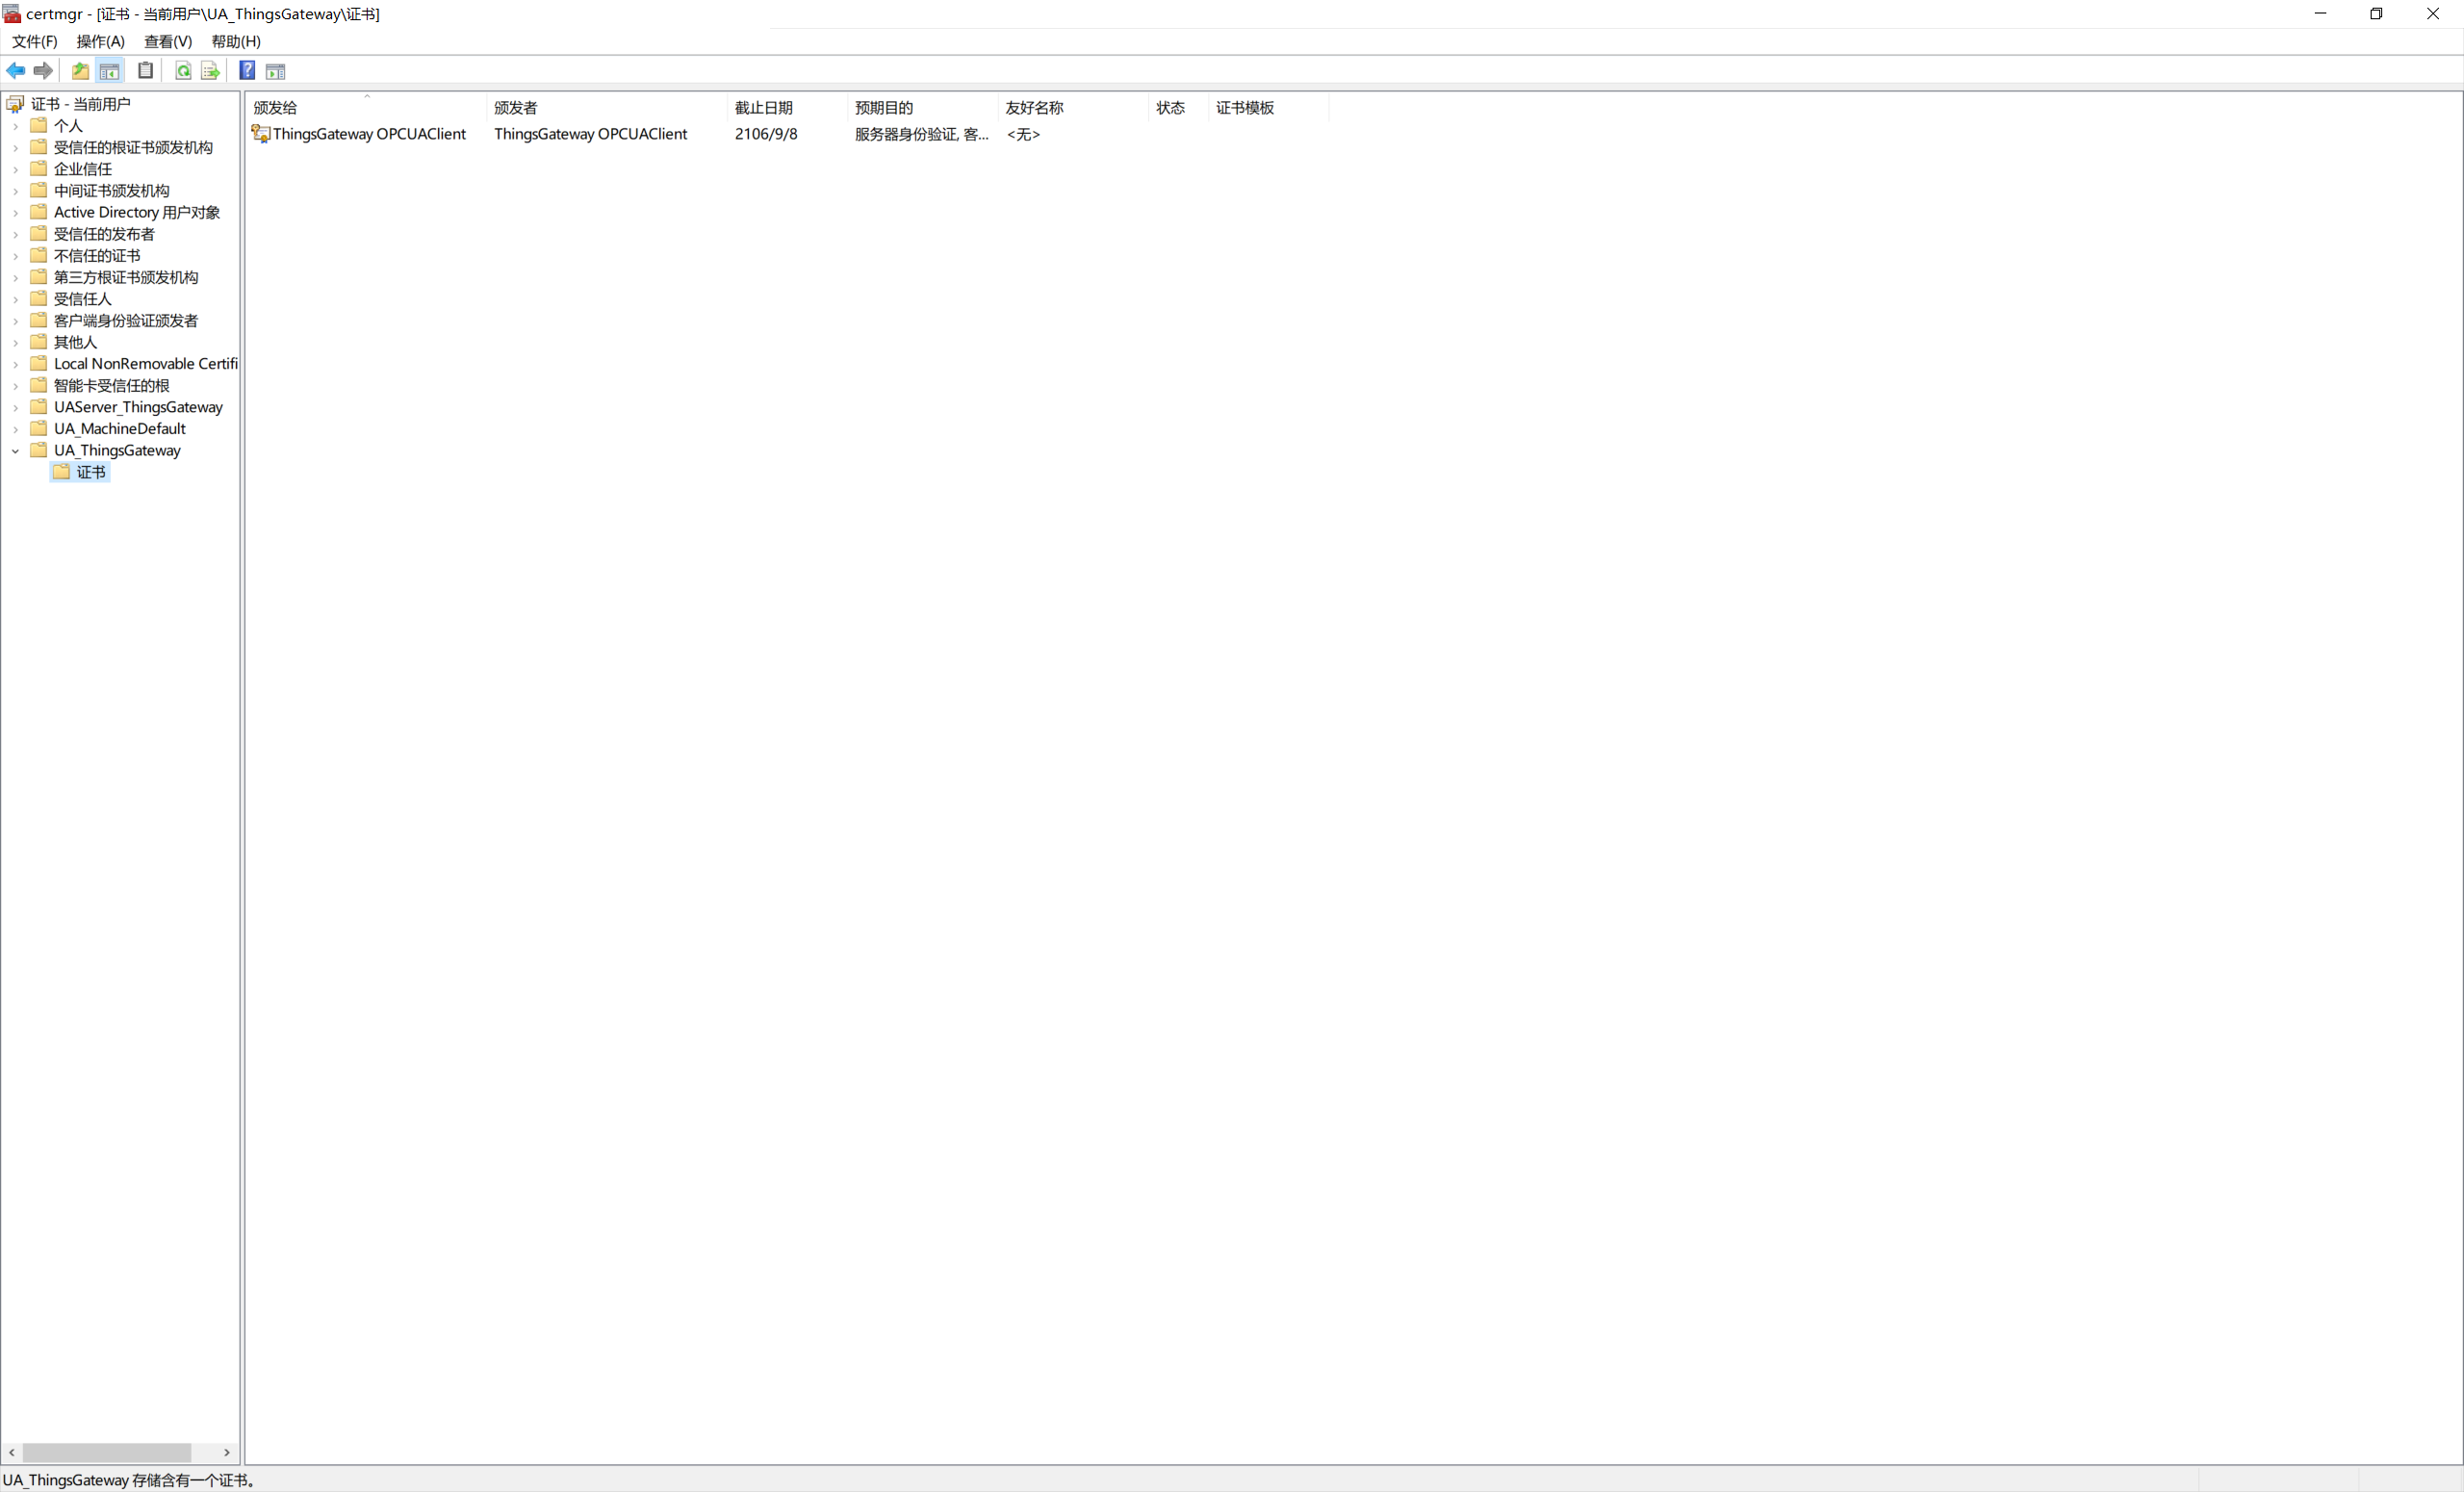 certmgr - [证书 - 当前用户\UA_ThingsGateway\证书]
文件(F) 操作(A) 查看(V) 帮助(H)
证书 - 当前用户
个人
受信任的根证书颁发机构
企业信任
中间证书颁发机构
Active Directory 用户对象
受信任的发布者
不信任的证书
第三方根证书颁发机构
受信任人
客户端身份验证颁发者
其他人
Local NonRemovable Certifi
智能卡受信任的根
UAServer_ThingsGateway
UA_MachineDefault
UA_ThingsGateway
证书
颁发给 颁发者 截止日期 预期目的 友好名称 状态 证书模板
ThingsGateway OPCUAClient ThingsGateway OPCUAClient 2106/9/8 服务器身份验证, 客... <无>
UA_ThingsGateway 存储含有一个证书。